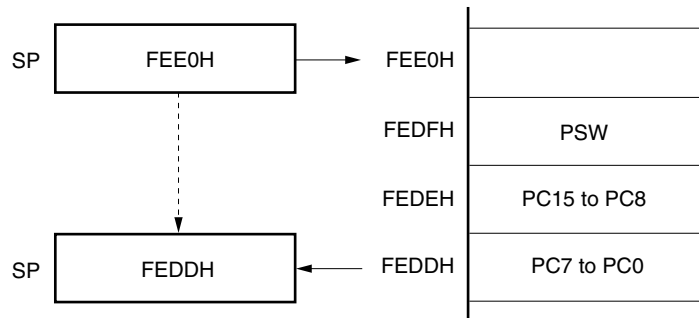 SP FEE0H FEE0H
FEDFH PSW
FEDEH PC15 to PC8
SP FEDDH FEDDH PC7 to PC0